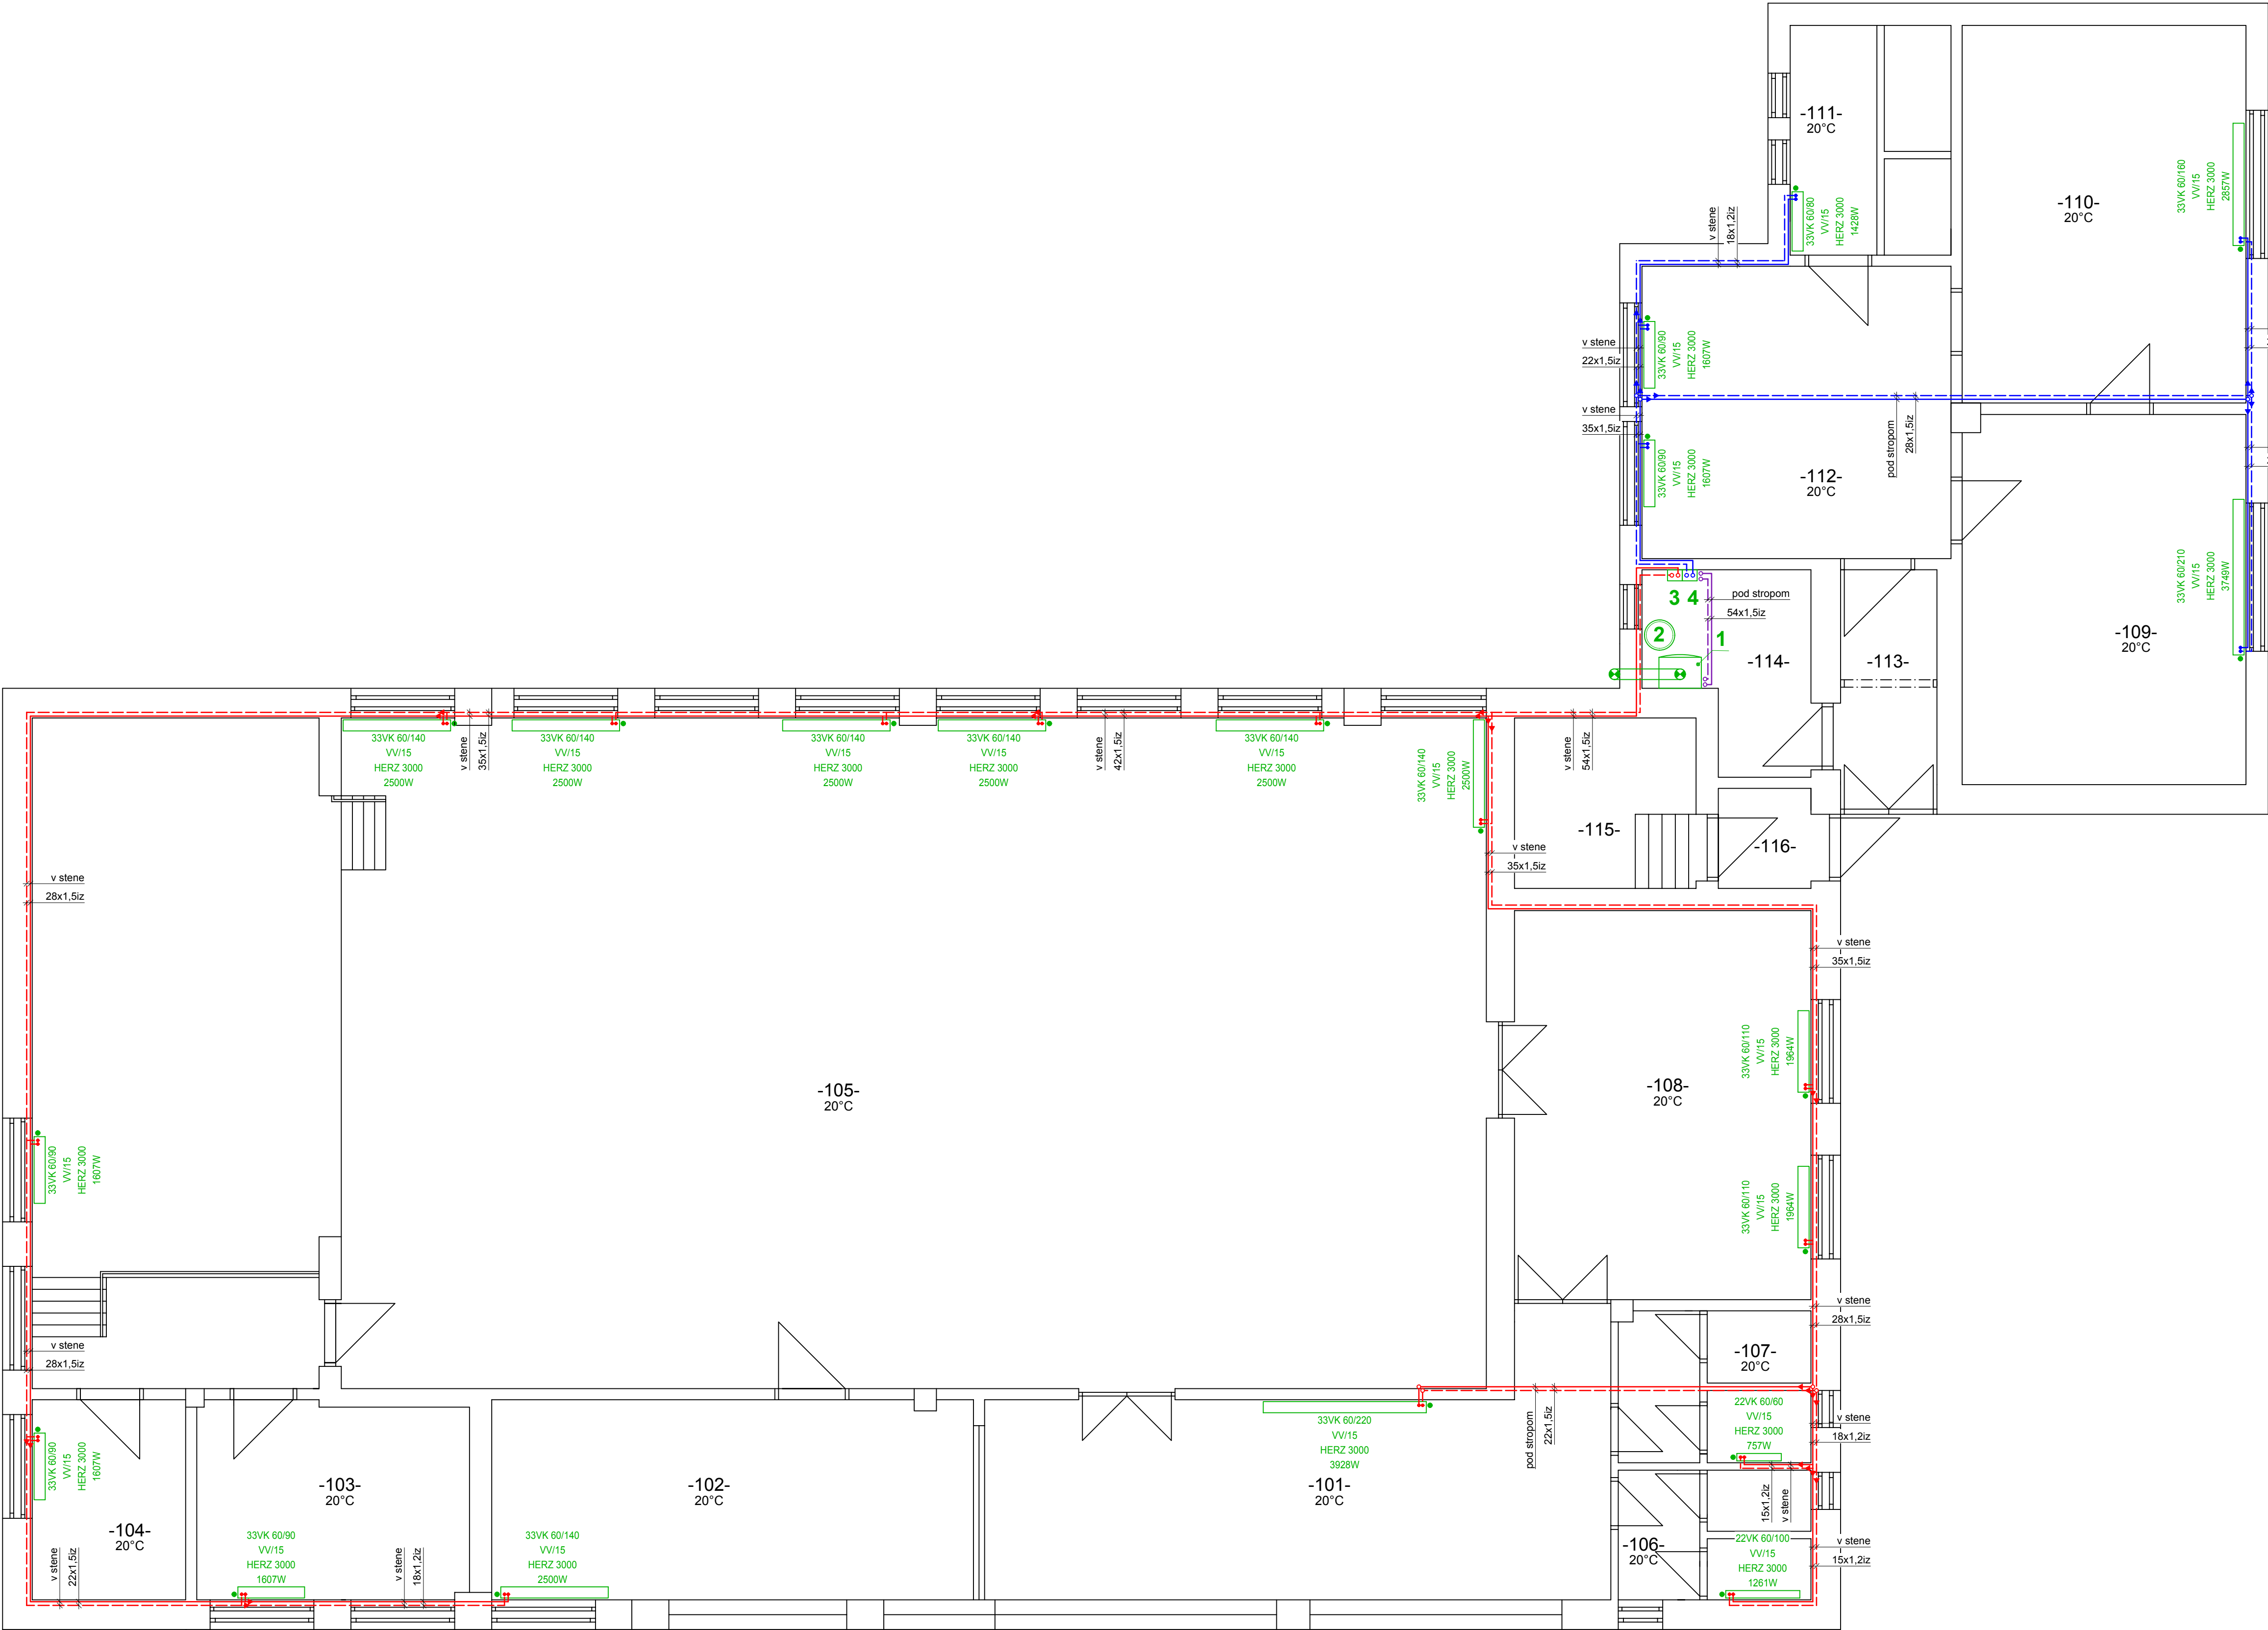 -111-
20°C
-110-
20°C
33VK 60/160
VV/15
HERZ 3000
2857W
33VK 60/80
VV/15
HERZ 3000
1428W
v stene
18x1,2iz
v stene
22x1,5iz
33VK 60/90
VV/15
HERZ 3000
1607W
v stene
35x1,5iz
pod stropom
28x1,5iz
33VK 60/90
VV/15
HERZ 3000
1607W
-112-
20°C
33VK 60/210
VV/15
HERZ 3000
3749W
-109-
20°C
3 4
pod stropom
54x1,5iz
2
1
-114-
-113-
33VK 60/140
VV/15
HERZ 3000
2500W
v stene
35x1,5iz
33VK 60/140
VV/15
HERZ 3000
2500W
33VK 60/140
VV/15
HERZ 3000
2500W
33VK 60/140
VV/15
HERZ 3000
2500W
v stene
42x1,5iz
33VK 60/140
VV/15
HERZ 3000
2500W
33VK 60/140
VV/15
HERZ 3000
2500W
v stene
54x1,5iz
-115-
-116-
v stene
35x1,5iz
v stene
28x1,5iz
v stene
35x1,5iz
33VK 60/110
VV/15
HERZ 3000
1964W
-105-
20°C
-108-
20°C
33VK 60/90
VV/15
HERZ 3000
1607W
33VK 60/110
VV/15
HERZ 3000
1964W
v stene
28x1,5iz
v stene
28x1,5iz
-107-
20°C
22VK 60/60
VV/15
HERZ 3000
757W
v stene
18x1,2iz
33VK 60/220
VV/15
HERZ 3000
3928W
pod stropom
22x1,5iz
33VK 60/90
VV/15
HERZ 3000
1607W
-103-
20°C
-102-
20°C
-101-
20°C
15x1,2iz
v stene
-104-
20°C
33VK 60/90
VV/15
HERZ 3000
1607W
33VK 60/140
VV/15
HERZ 3000
2500W
v stene
22x1,5iz
v stene
18x1,2iz
-106-
20°C
22VK 60/100
VV/15
HERZ 3000
1261W
v stene
15x1,2iz